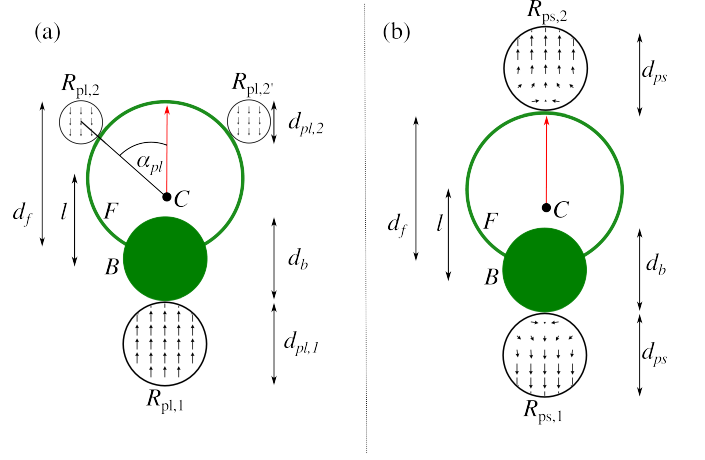 (a)
R_pl,2
R_pl,2'
d_pl,2
α_pl
d_f
l
F
C
B
d_b
d_pl,1
R_pl,1
(b)
R_ps,2
d_ps
d_f
l
F
C
B
d_b
d_ps
R_ps,1